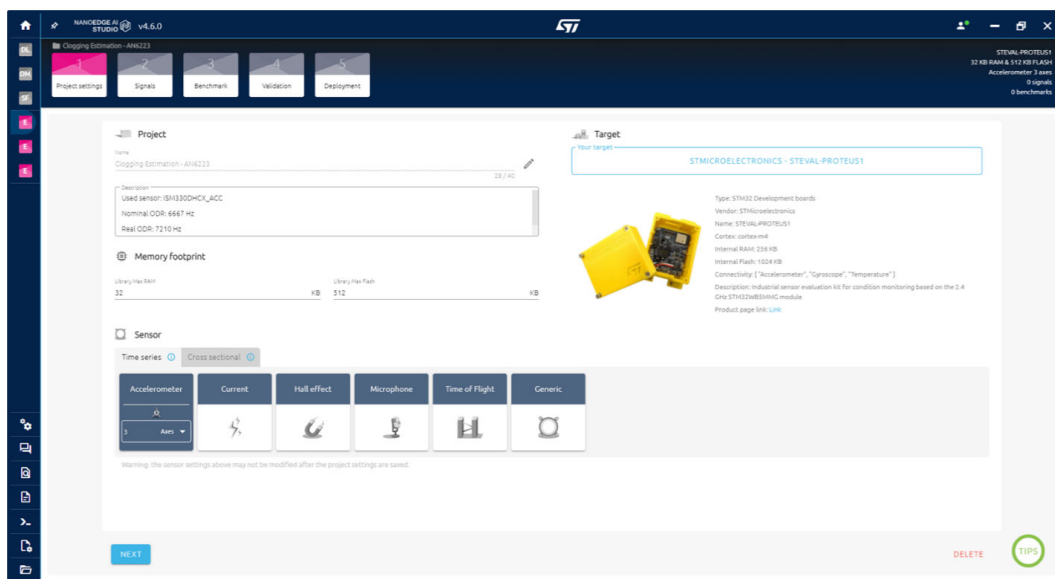 NANOEDGE AI
STUDIO v4.6.0
ST
Clogging Estimation - AN6223
1
Project settings
2
Signals
3
Benchmark
4
Validation
5
Deployment
STEVAL-PROTEUS1
32 KB RAM & 512 KB FLASH
Accelerometer 3 axes
0 signals
0 benchmarks
DL
DM
SF
E
E
E
Project
Name
Clogging Estimation - AN6223
28 / 40
Description
Used sensor: ISM330DHCX_ACC
Nominal ODR: 6667 Hz
Real ODR: 7210 Hz
Memory footprint
Library Max RAM
32 KB
Library Max Flash
512 KB
Sensor
Time series
Cross sectional
Accelerometer
3 Axes
Current
Hall effect
Microphone
Time of Flight
Generic
Warning: the sensor settings above may not be modified after the project settings are saved.
Target
Your target
STMICROELECTRONICS - STEVAL-PROTEUS1
Type: STM32 Development boards
Vendor: STMicroelectronics
Name: STEVAL-PROTEUS1
Cortex: cortex-m4
Internal RAM: 256 KB
Internal Flash: 1024 KB
Connectivity: { "Accelerometer", "Gyroscope", "Temperature" }
Description: Industrial sensor evaluation kit for condition monitoring based on the 2.4
GHz STM32WB5MMG module
Product page link: Link
NEXT
DELETE
TIPS